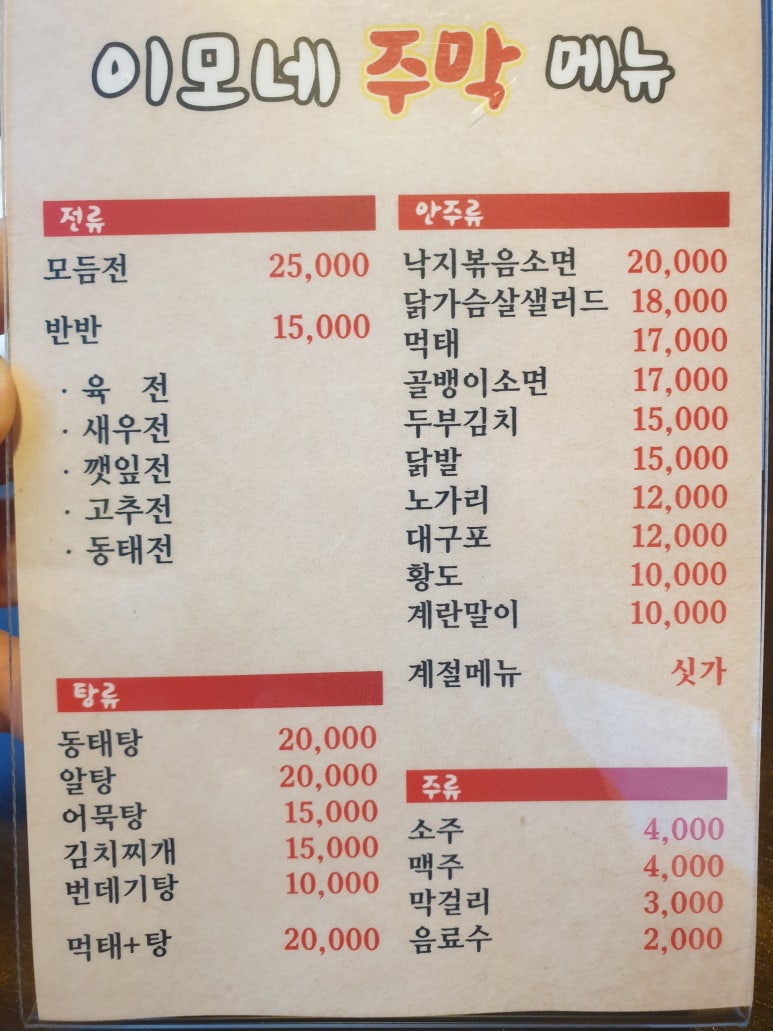 이모네 주막 메뉴
전류
모듬전 25,000
반반 15,000
· 육 전
· 새우전
· 깻잎전
· 고추전
· 동태전
탕류
동태탕 20,000
알탕 20,000
어묵탕 15,000
김치찌개 15,000
번데기탕 10,000
먹태+탕 20,000
안주류
낙지볶음소면 20,000
닭가슴살샐러드 18,000
먹태 17,000
골뱅이소면 17,000
두부김치 15,000
닭발 15,000
노가리 12,000
대구포 12,000
황도 10,000
계란말이 10,000
계절메뉴 싯가
주류
소주 4,000
맥주 4,000
막걸리 3,000
음료수 2,000